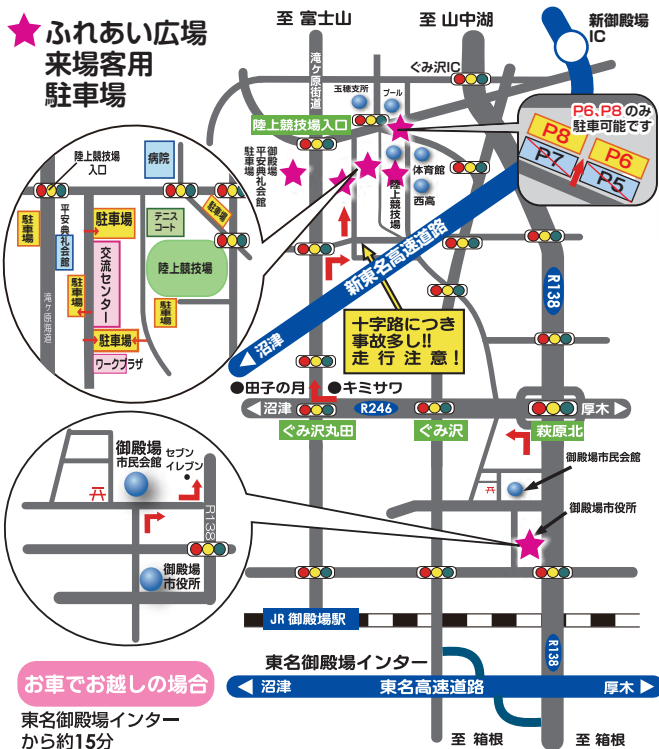 ふれあい広場
来場客用
駐車場
至 富士山
至 山中湖
新御殿場
IC
ぐみ沢IC
滝ケ原街道
玉穂支所
プール
陸上競技場入口
P6、P8 のみ
駐車可能です
P8
P6
P7
P5
御殿場
平安典礼会館
駐車場
体育館
西高
陸上競技場
陸上競技場
入口
病院
駐車場
平安典礼会館
駐車場
テニス
コート
駐車場
交流センター
陸上競技場
駐車場
駐車場
滝ケ原海道
駐車場
ワークプラザ
新東名高速道路
沼津
R138
十字路につき
事故多し!!
走行注意!
●田子の月
●キミサワ
沼津
R246
厚木
ぐみ沢丸田
ぐみ沢
萩原北
御殿場
市民会館
セブン
イレブン
R138
御殿場
市役所
御殿場市民会館
御殿場市役所
JR 御殿場駅
R138
お車でお越しの場合
東名御殿場インター
から約15分
東名御殿場インター
沼津
東名高速道路
厚木
至 箱根
至 箱根